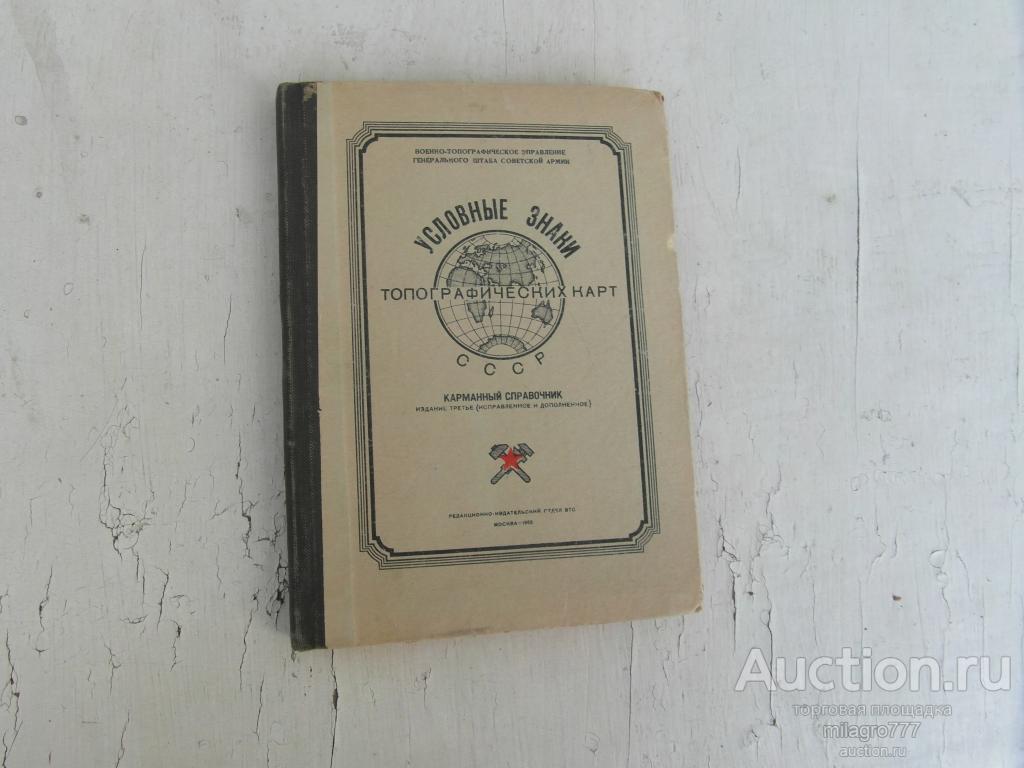 ВОЕННО-ТОПОГРАФИЧЕСКОЕ УПРАВЛЕНИЕ
ГЕНЕРАЛЬНОГО ШТАБА СОВЕТСКОЙ АРМИИ
УСЛОВНЫЕ ЗНАКИ
ТОПОГРАФИЧЕСКИХ КАРТ
СССР
КАРМАННЫЙ СПРАВОЧНИК
ИЗДАНИЕ ТРЕТЬЕ (ИСПРАВЛЕННОЕ И ДОПОЛНЕННОЕ)
РЕДАКЦИОННО-ИЗДАТЕЛЬСКИЙ ОТДЕЛ ВТС
МОСКВА
Auction.ru
торговая площадка
milagro777
auction.ru